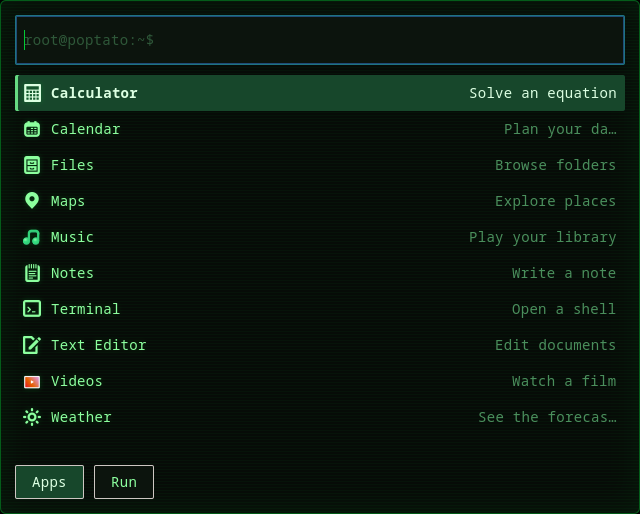 root@poptato:~$
Calculator Solve an equation
Calendar Plan your da…
Files Browse folders
Maps Explore places
Music Play your library
Notes Write a note
Terminal Open a shell
Text Editor Edit documents
Videos Watch a film
Weather See the forecas…
Apps Run